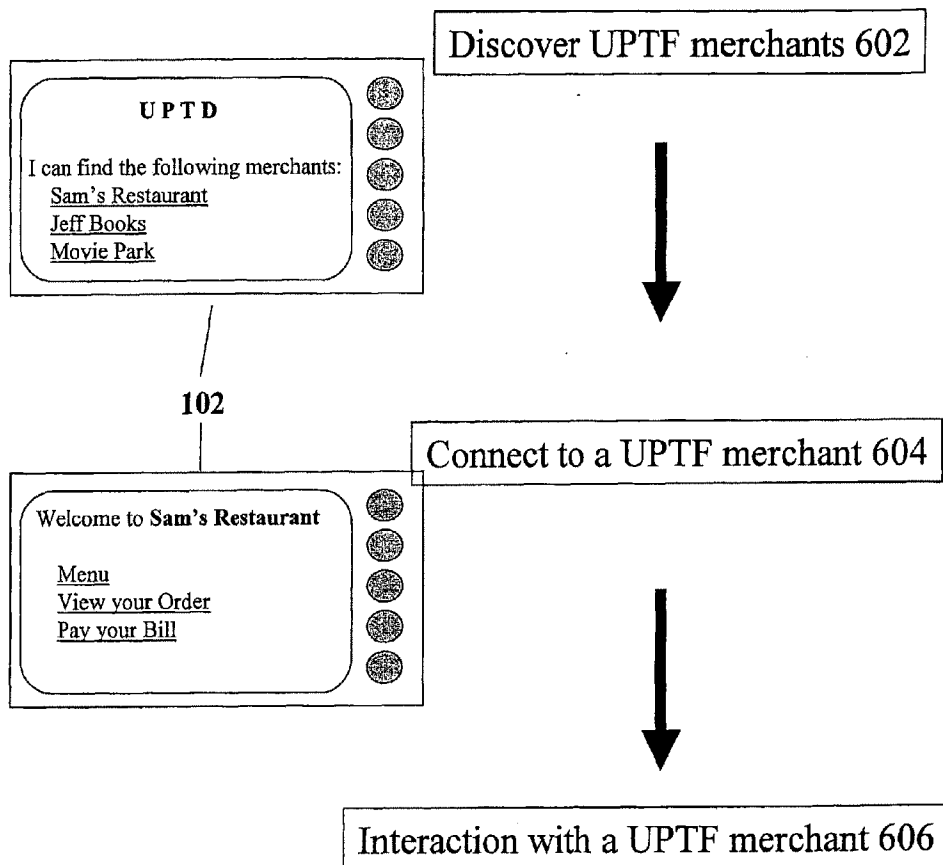 Discover UPTF merchants 602
U P T D
I can find the following merchants:
Sam's Restaurant
Jeff Books
Movie Park
102
Connect to a UPTF merchant 604
Welcome to Sam's Restaurant
Menu
View your Order
Pay your Bill
Interaction with a UPTF merchant 606